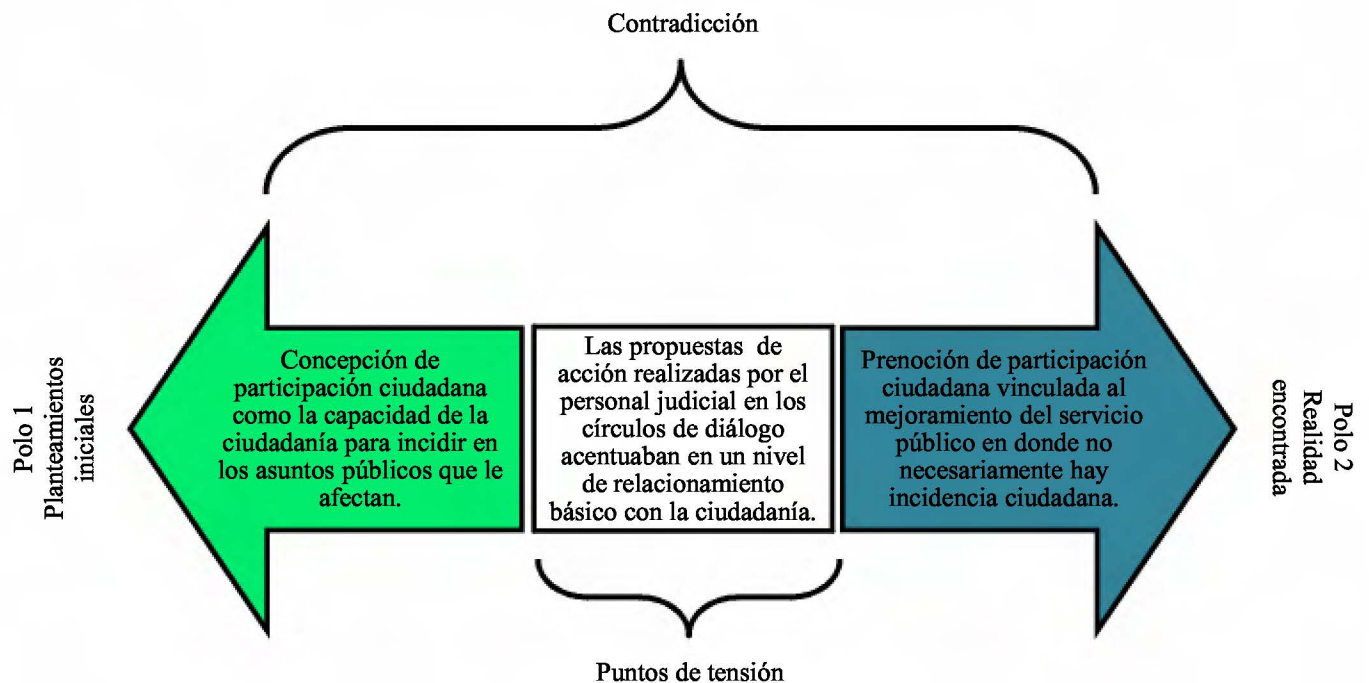 Contradicción
Polo 1
Planteamientos
iniciales
Concepción de
participación ciudadana
como la capacidad de la
ciudadanía para incidir en
los asuntos públicos que le
afectan.
Las propuestas de
acción realizadas por el
personal judicial en los
círculos de diálogo
acentuaban en un nivel
de relacionamiento
básico con la ciudadanía.
Prenoción de participación
ciudadana vinculada al
mejoramiento del servicio
público en donde no
necesariamente hay
incidencia ciudadana.
Polo 2
Realidad
encontrada
Puntos de tensión